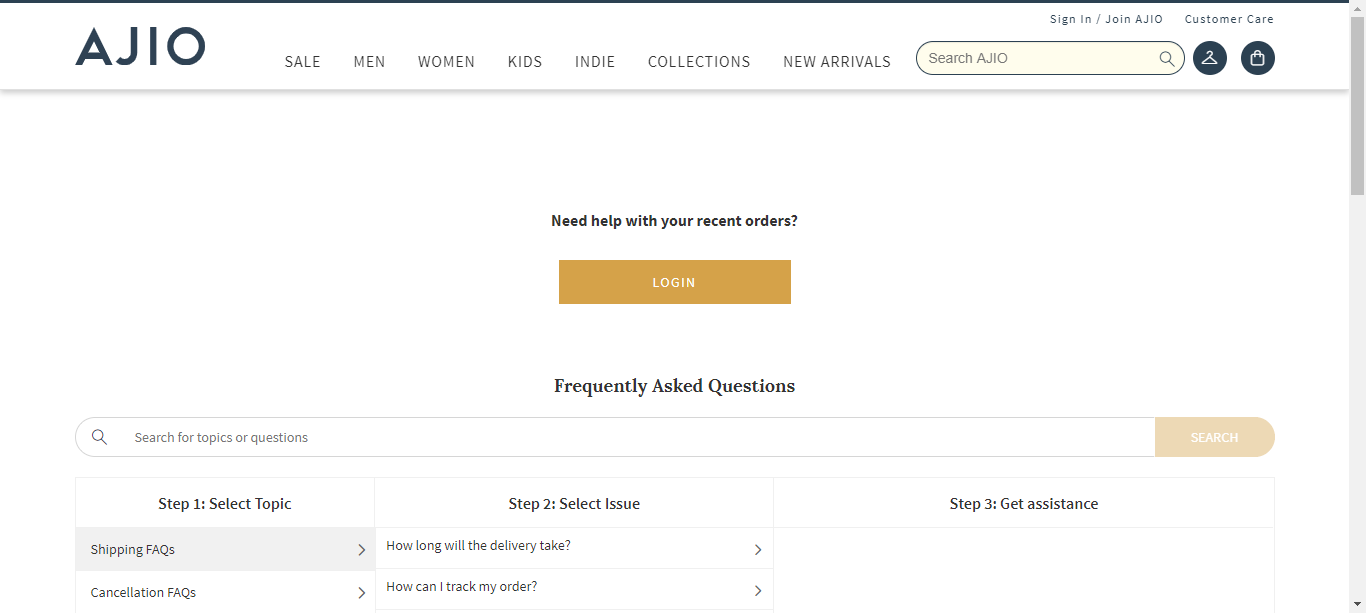 Sign In / Join AJIO Customer Care
AJIO
SALE MEN WOMEN KIDS INDIE COLLECTIONS NEW ARRIVALS
Search AJIO
Need help with your recent orders?
LOGIN
Frequently Asked Questions
Search for topics or questions
SEARCH
Step 1: Select Topic
Step 2: Select Issue
Step 3: Get assistance
Shipping FAQs
How long will the delivery take?
Cancellation FAQs
How can I track my order?